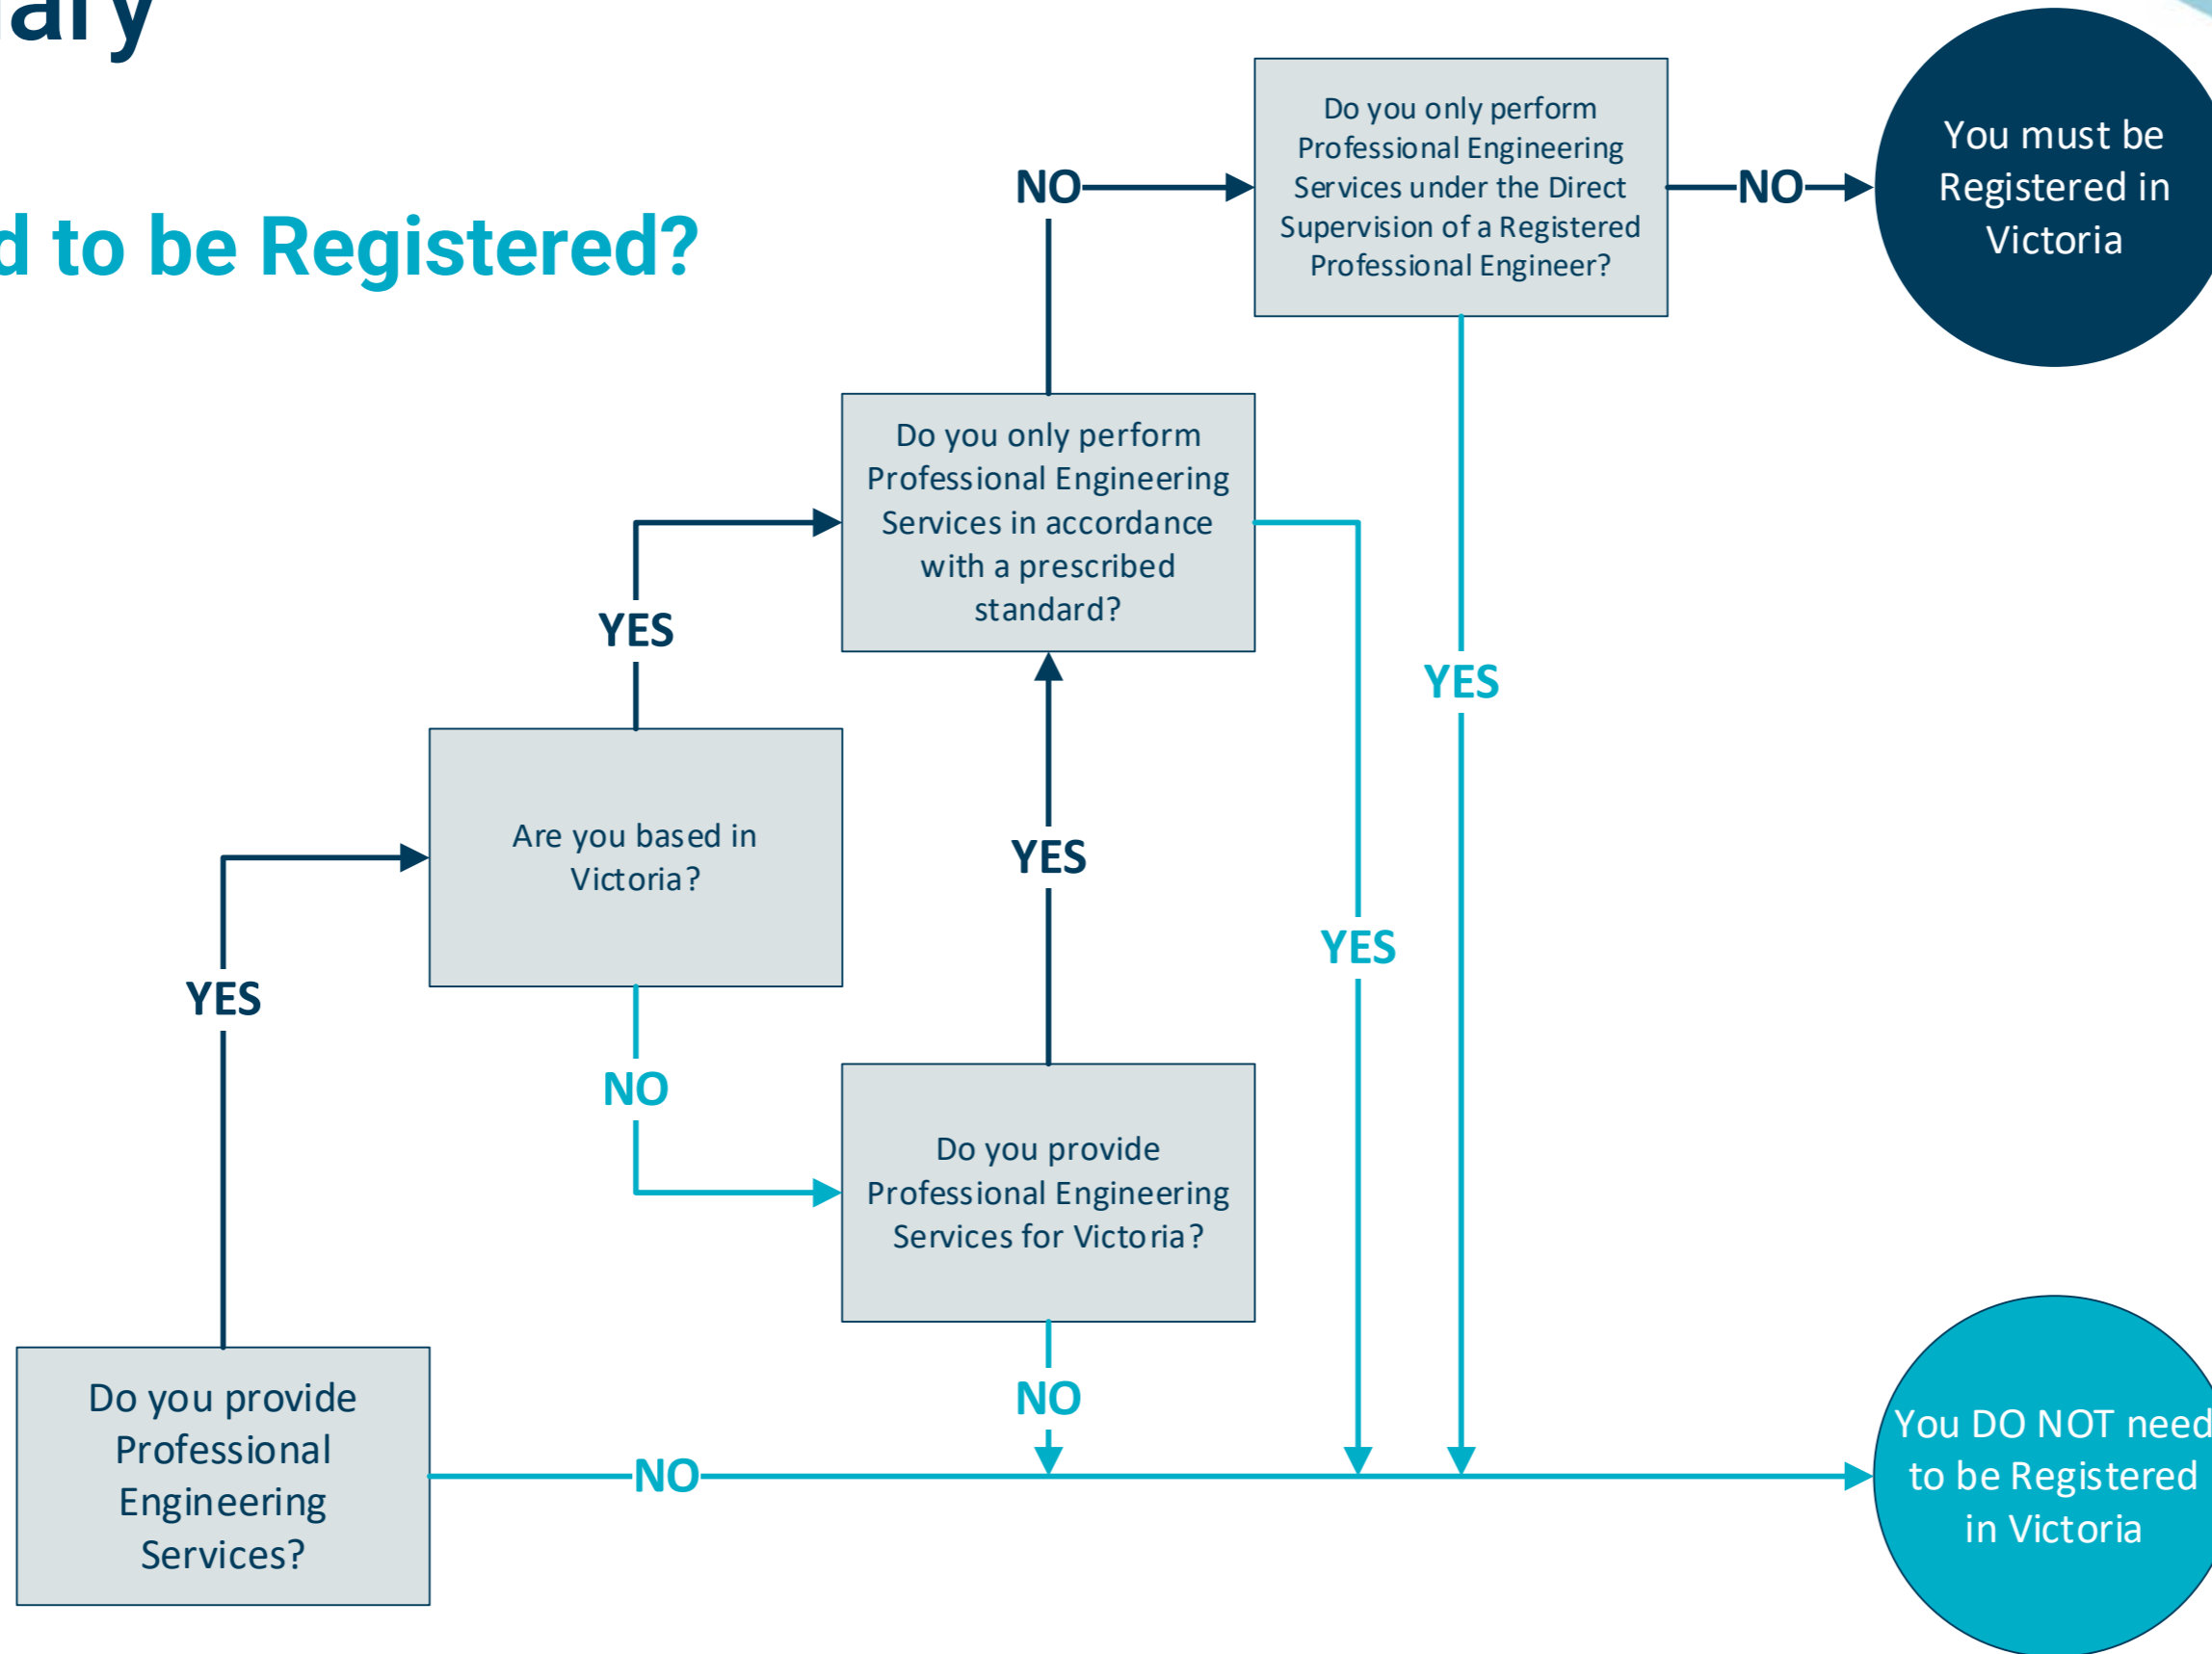 ary
d to be Registered?
Do you only perform
Professional Engineering
Services under the Direct
Supervision of a Registered
Professional Engineer?
NO
NO
You must be
Registered in
Victoria
Do you only perform
Professional Engineering
Services in accordance
with a prescribed
standard?
YES
YES
Are you based in
Victoria?
YES
YES
YES
NO
Do you provide
Professional Engineering
Services for Victoria?
NO
Do you provide
Professional
Engineering
Services?
NO
You DO NOT need
to be Registered
in Victoria